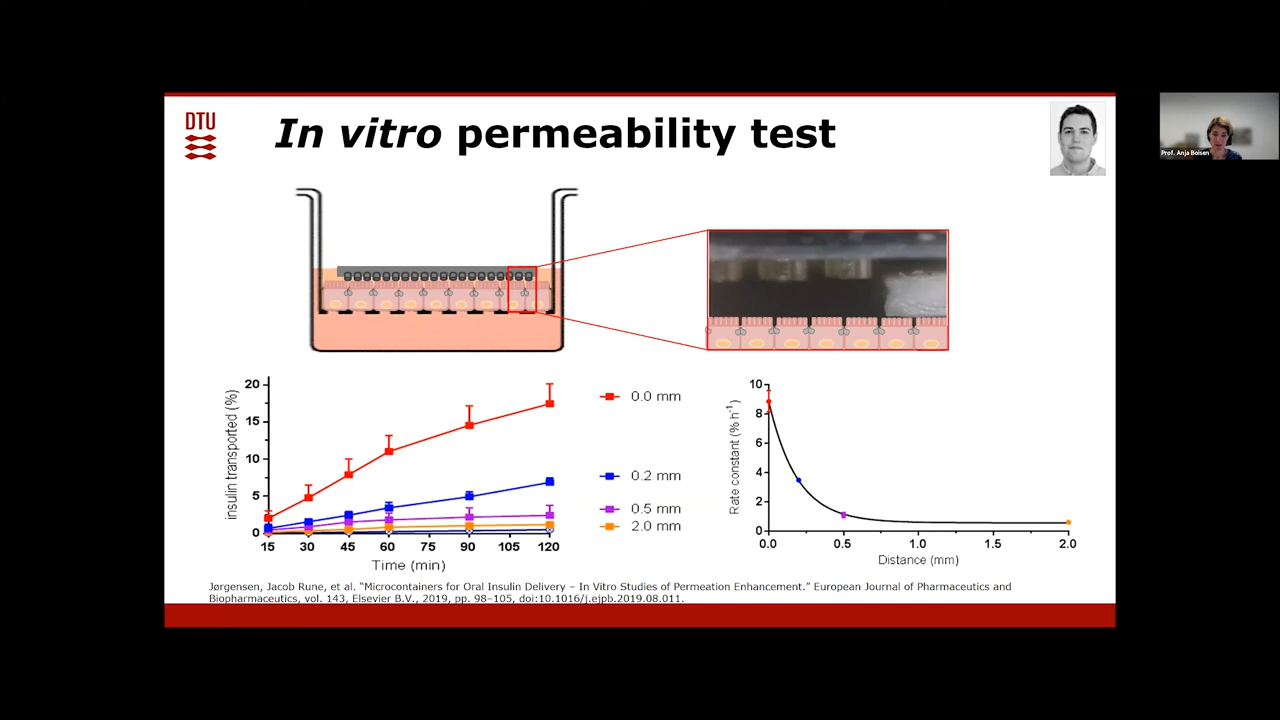 DTU
In vitro permeability test
Prof. Anja Boisen
insulin transported (%)
20
15
10
5
0
15 30 45 60 75 90 105 120
Time (min)
0.0 mm
0.2 mm
0.5 mm
2.0 mm
Rate constant (% h-1)
10
8
6
4
2
0
0.0 0.5 1.0 1.5 2.0
Distance (mm)
Jørgensen, Jacob Rune, et al. “Microcontainers for Oral Insulin Delivery – In Vitro Studies of Permeation Enhancement.” European Journal of Pharmaceutics and
Biopharmaceutics, vol. 143, Elsevier B.V., 2019, pp. 98–105, doi:10.1016/j.ejpb.2019.08.011.